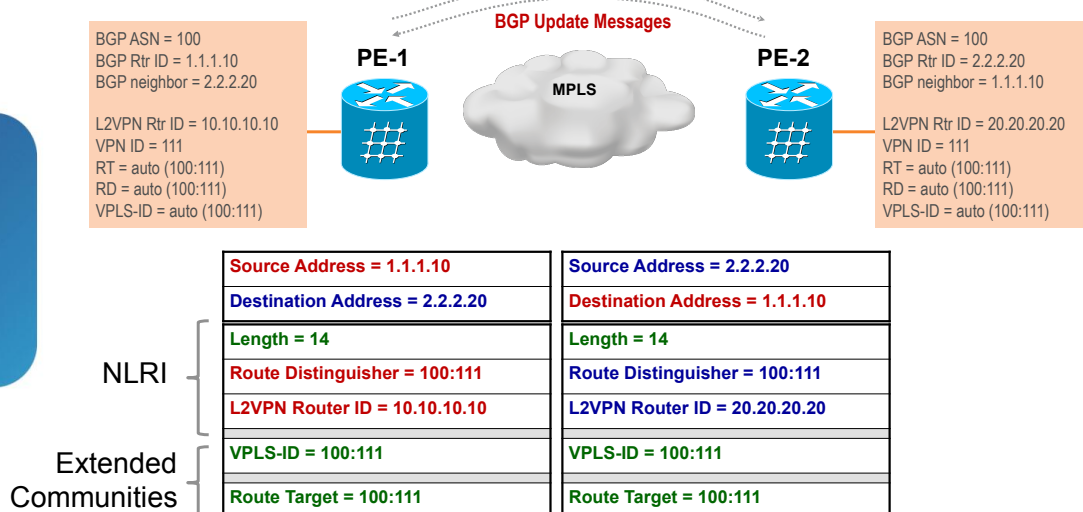 BGP Update Messages
BGP ASN = 100
BGP Rtr ID = 1.1.1.10
BGP neighbor = 2.2.2.20
L2VPN Rtr ID = 10.10.10.10
VPN ID = 111
RT = auto (100:111)
RD = auto (100:111)
VPLS-ID = auto (100:111)
PE-1
MPLS
PE-2
BGP ASN = 100
BGP Rtr ID = 2.2.2.20
BGP neighbor = 1.1.1.10
L2VPN Rtr ID = 20.20.20.20
VPN ID = 111
RT = auto (100:111)
RD = auto (100:111)
VPLS-ID = auto (100:111)
Source Address = 1.1.1.10
Source Address = 2.2.2.20
Destination Address = 2.2.2.20
Destination Address = 1.1.1.10
NLRI
Length = 14
Length = 14
Route Distinguisher = 100:111
Route Distinguisher = 100:111
L2VPN Router ID = 10.10.10.10
L2VPN Router ID = 20.20.20.20
Extended
Communities
VPLS-ID = 100:111
VPLS-ID = 100:111
Route Target = 100:111
Route Target = 100:111